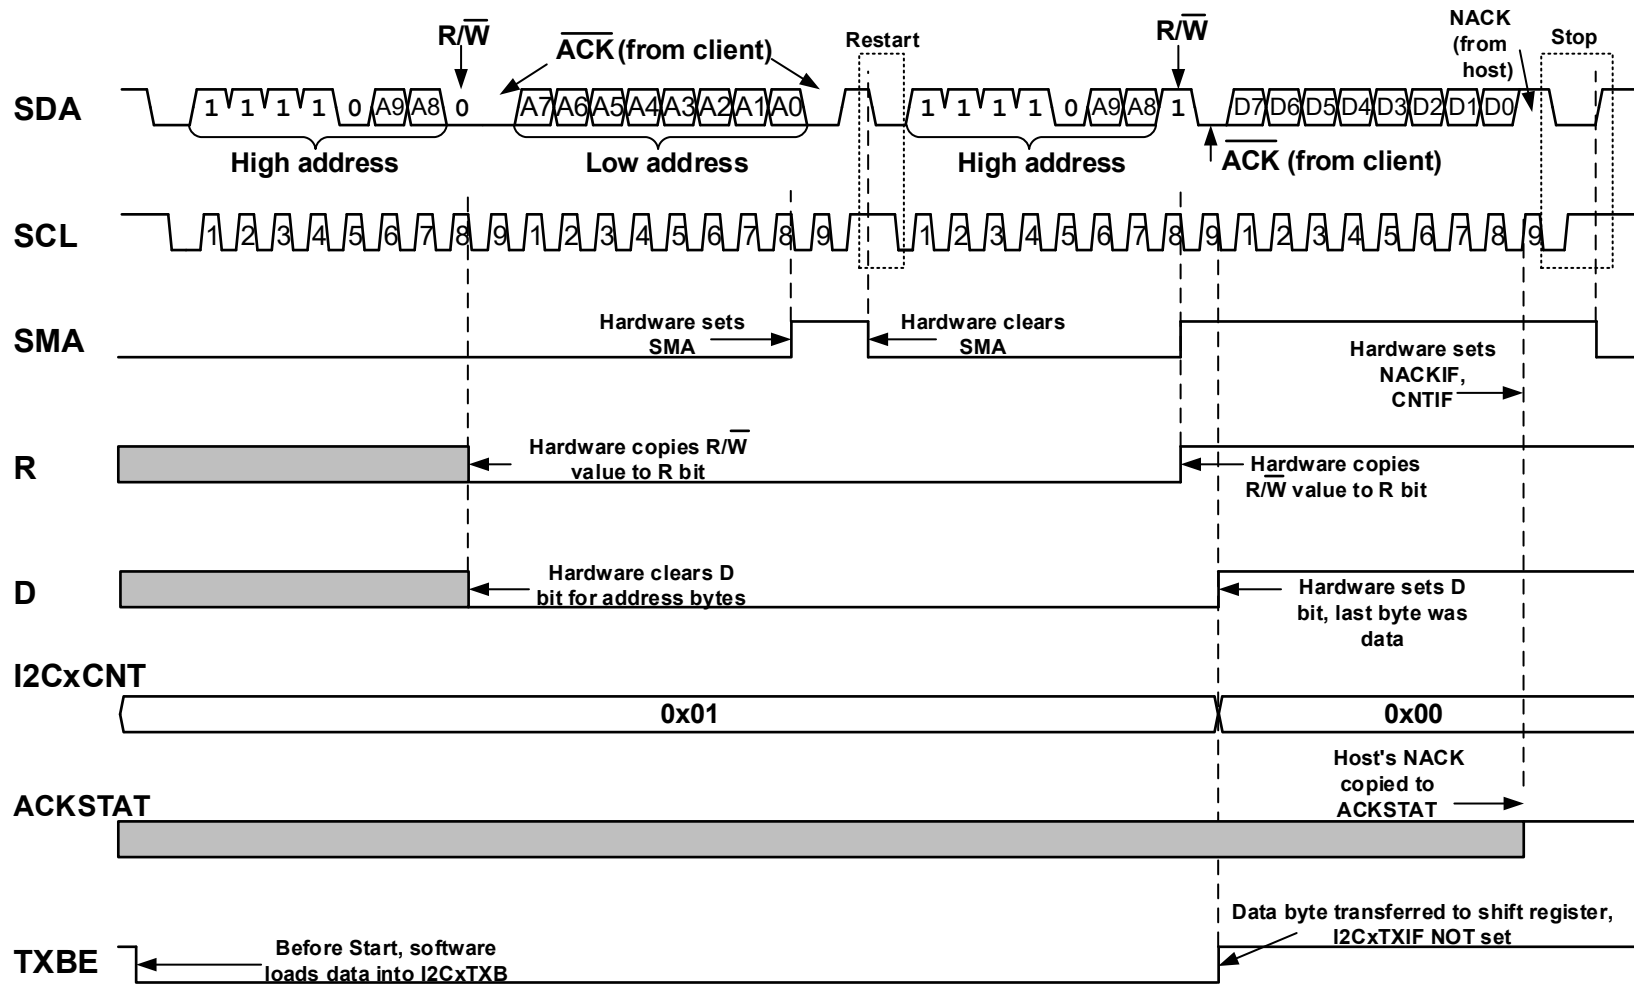 R/W
ACK (from client)
Restart
R/W
NACK
(from
host)
Stop
SDA
1 1 1 1 0 A9 A8 0 A7 A6 A5 A4 A3 A2 A1 A0 1 1 1 1 0 A9 A8 1 D7 D6 D5 D4 D3 D2 D1 D0
High address
Low address
High address
ACK (from client)
SCL
1 2 3 4 5 6 7 8 9 1 2 3 4 5 6 7 8 9 1 2 3 4 5 6 7 8 9 1 2 3 4 5 6 7 8 9
SMA
Hardware sets
SMA
Hardware clears
SMA
Hardware sets
NACKIF,
CNTIF
R
Hardware copies R/W
value to R bit
Hardware copies
R/W value to R bit
D
Hardware clears D
bit for address bytes
Hardware sets D
bit, last byte was
data
I2CxCNT
0x01
0x00
ACKSTAT
Host's NACK
copied to
ACKSTAT
TXBE
Before Start, software
loads data into I2CxTXB
Data byte transferred to shift register,
I2CxTXIF NOT set